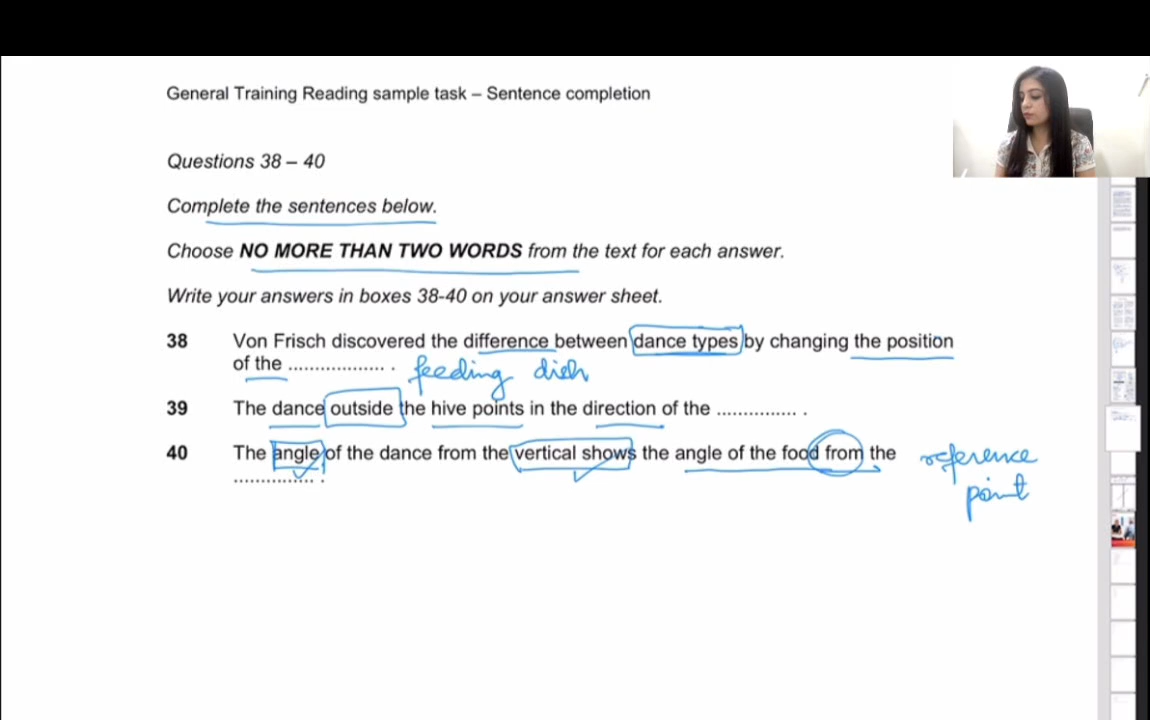 General Training Reading sample task – Sentence completion
Questions 38 – 40
Complete the sentences below.
Choose NO MORE THAN TWO WORDS from the text for each answer.
Write your answers in boxes 38-40 on your answer sheet.
38 Von Frisch discovered the difference between dance types by changing the position
of the .................. . feeding dish
39 The dance outside the hive points in the direction of the ............... .
40 The angle of the dance from the vertical shows the angle of the food from the reference
............... . point